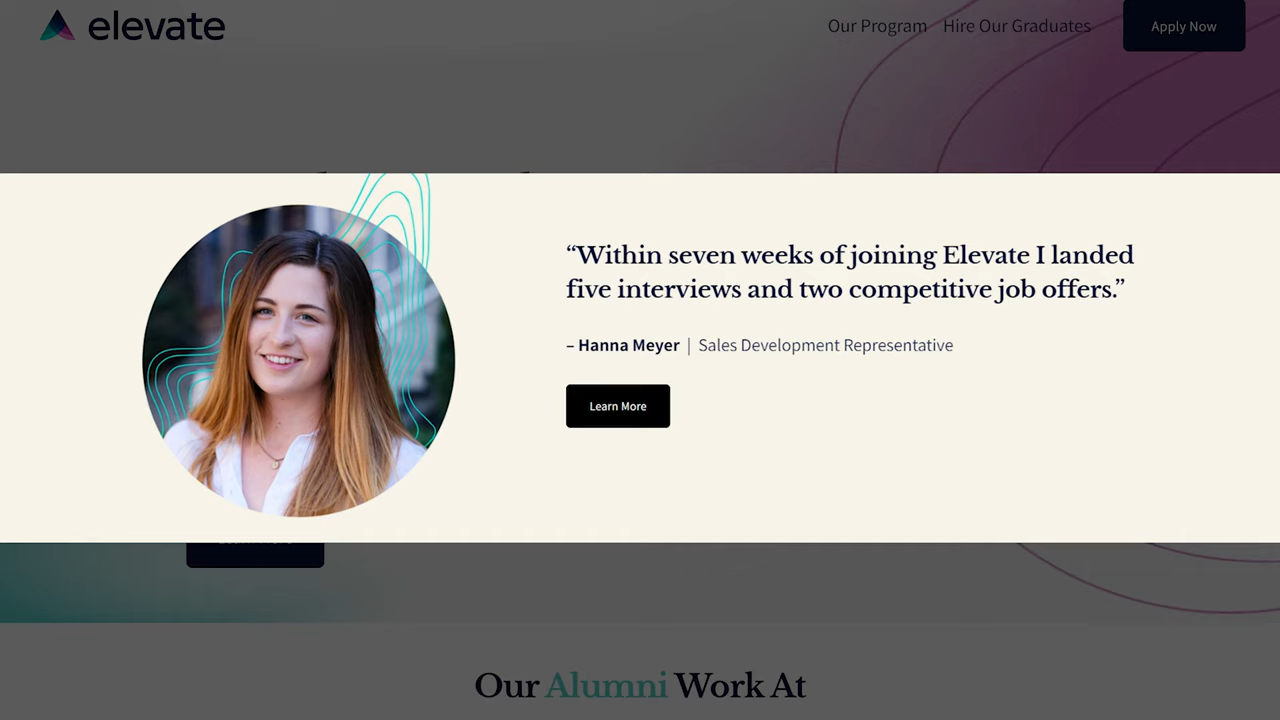 elevate
Our Program
Hire Our Graduates
Apply Now
“Within seven weeks of joining Elevate I landed
five interviews and two competitive job offers.”
– Hanna Meyer | Sales Development Representative
Learn More
Our Alumni Work At